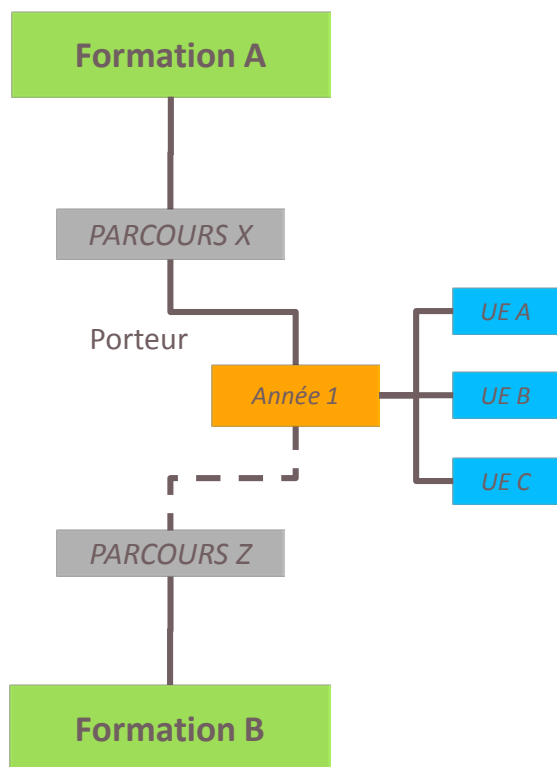 Formation A
PARCOURS X
Porteur
Année 1
UE A
UE B
UE C
PARCOURS Z
Formation B